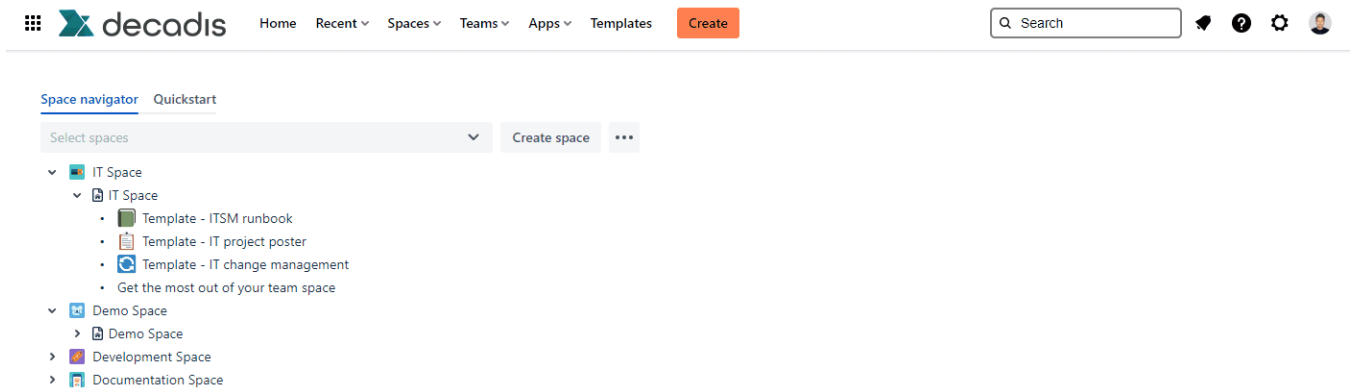 decadis Home Recent Spaces Teams Apps Templates Create Search
Space navigator Quickstart
Select spaces Create space
IT Space
IT Space
Template - ITSM runbook
Template - IT project poster
Template - IT change management
Get the most out of your team space
Demo Space
Demo Space
Development Space
Documentation Space